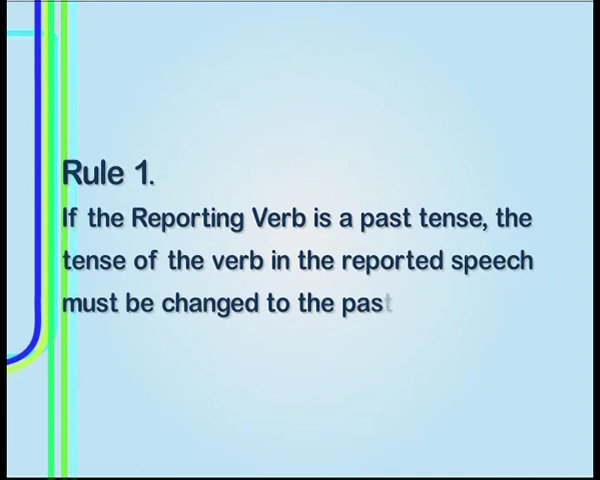 Rule 1.
If the Reporting Verb is a past tense, the
tense of the verb in the reported speech
must be changed to the past